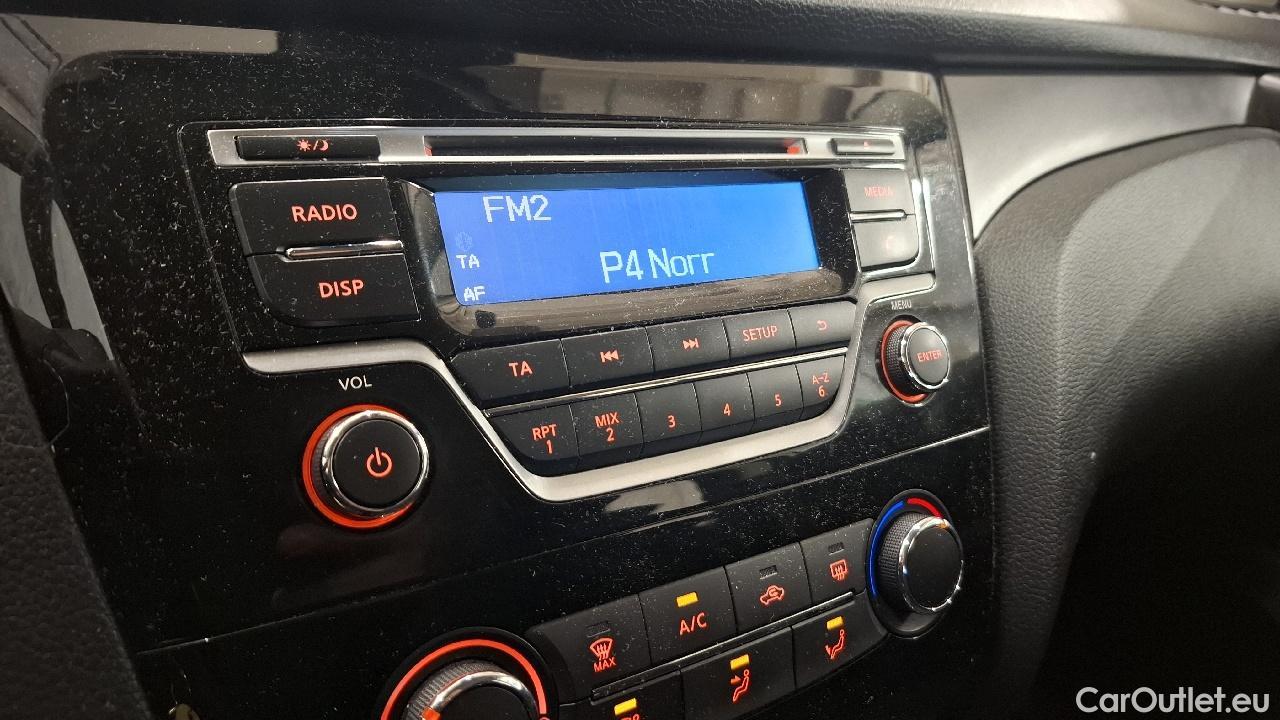 RADIO
DISP
FM2
TA
AF
P4 Norr
MEDIA
MENU
ENTER
VOL
TA
SETUP
RPT
1
MIX
2
3
4
5
A-Z
6
MAX
A/C
CarOutlet.eu